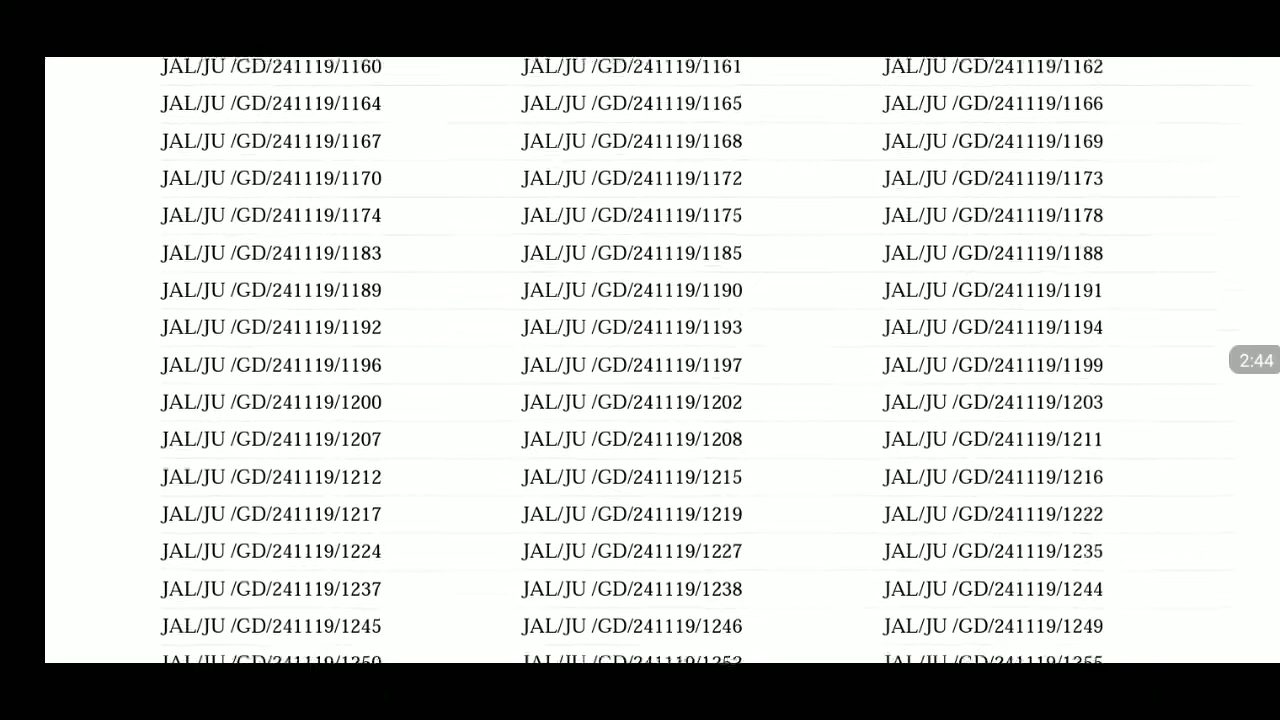 JAL/JU /GD/241119/1160 JAL/JU /GD/241119/1161 JAL/JU /GD/241119/1162
JAL/JU /GD/241119/1164 JAL/JU /GD/241119/1165 JAL/JU /GD/241119/1166
JAL/JU /GD/241119/1167 JAL/JU /GD/241119/1168 JAL/JU /GD/241119/1169
JAL/JU /GD/241119/1170 JAL/JU /GD/241119/1172 JAL/JU /GD/241119/1173
JAL/JU /GD/241119/1174 JAL/JU /GD/241119/1175 JAL/JU /GD/241119/1178
JAL/JU /GD/241119/1183 JAL/JU /GD/241119/1185 JAL/JU /GD/241119/1188
JAL/JU /GD/241119/1189 JAL/JU /GD/241119/1190 JAL/JU /GD/241119/1191
JAL/JU /GD/241119/1192 JAL/JU /GD/241119/1193 JAL/JU /GD/241119/1194
JAL/JU /GD/241119/1196 JAL/JU /GD/241119/1197 JAL/JU /GD/241119/1199
2:44
JAL/JU /GD/241119/1200 JAL/JU /GD/241119/1202 JAL/JU /GD/241119/1203
JAL/JU /GD/241119/1207 JAL/JU /GD/241119/1208 JAL/JU /GD/241119/1211
JAL/JU /GD/241119/1212 JAL/JU /GD/241119/1215 JAL/JU /GD/241119/1216
JAL/JU /GD/241119/1217 JAL/JU /GD/241119/1219 JAL/JU /GD/241119/1222
JAL/JU /GD/241119/1224 JAL/JU /GD/241119/1227 JAL/JU /GD/241119/1235
JAL/JU /GD/241119/1237 JAL/JU /GD/241119/1238 JAL/JU /GD/241119/1244
JAL/JU /GD/241119/1245 JAL/JU /GD/241119/1246 JAL/JU /GD/241119/1249